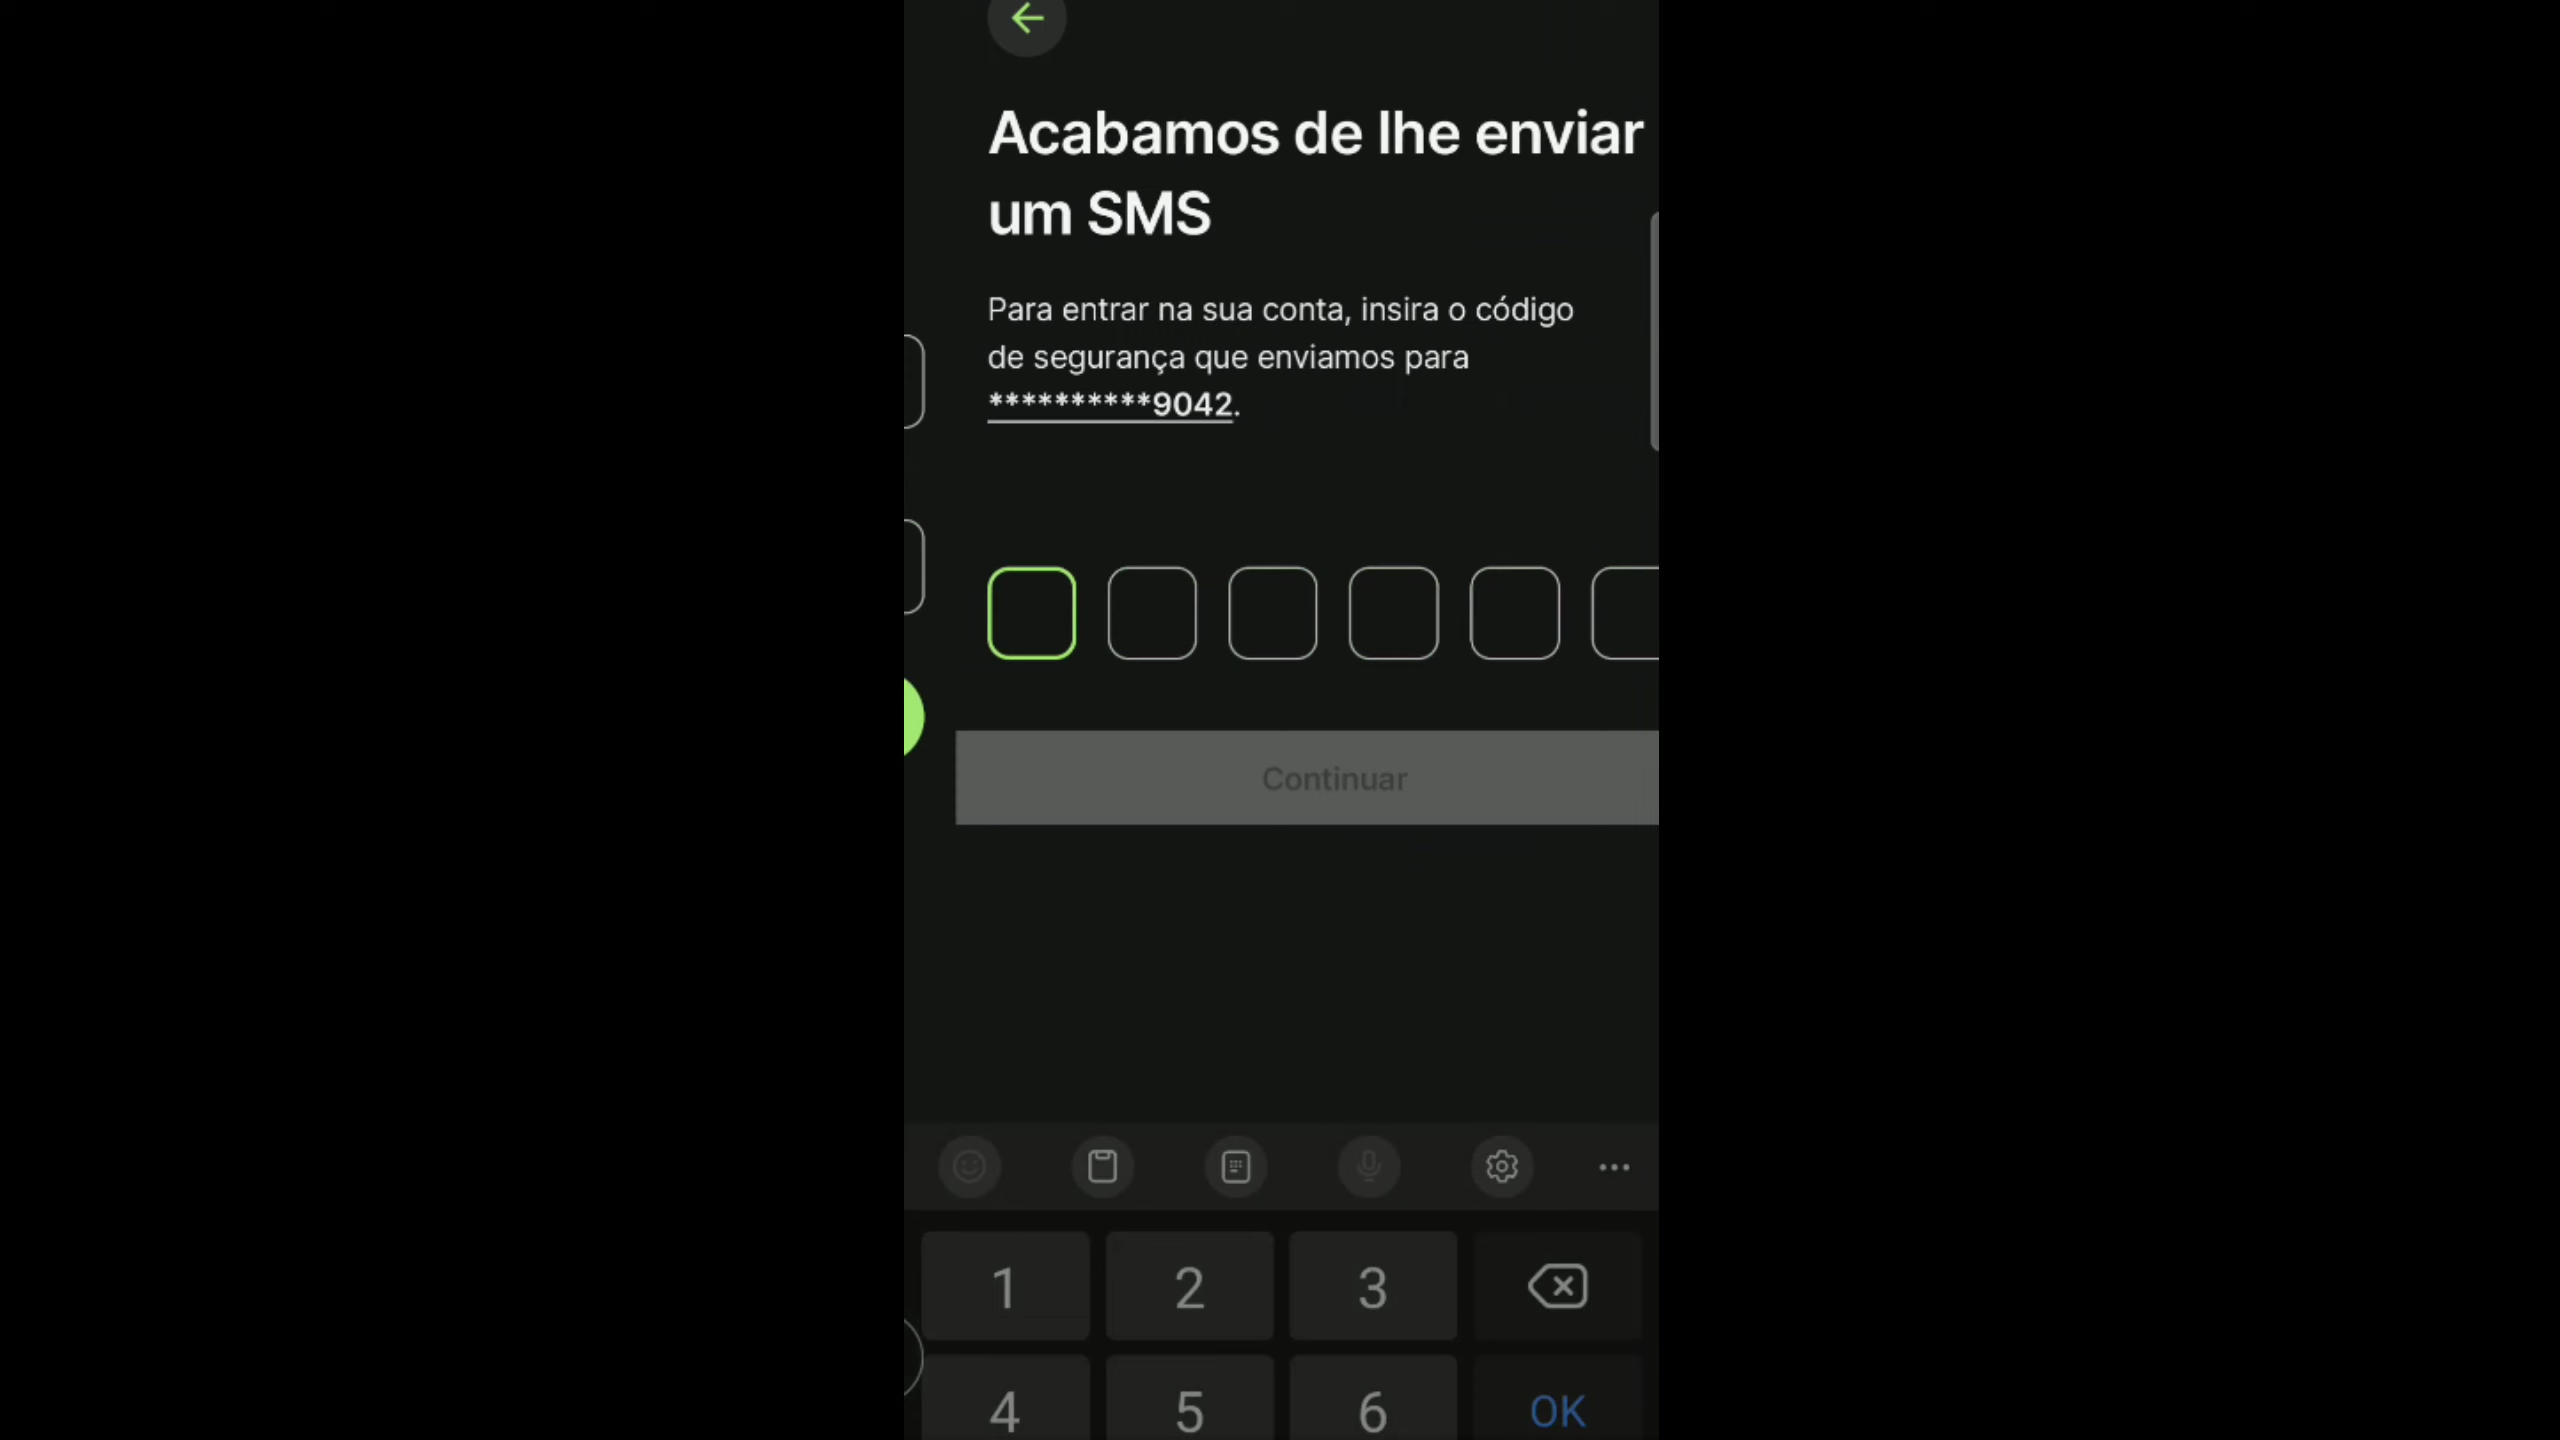 Acabamos de lhe enviar
um SMS
Para entrar na sua conta, insira o código
de segurança que enviamos para
**********9042.
Continuar
1 2 3
4 5 6 OK